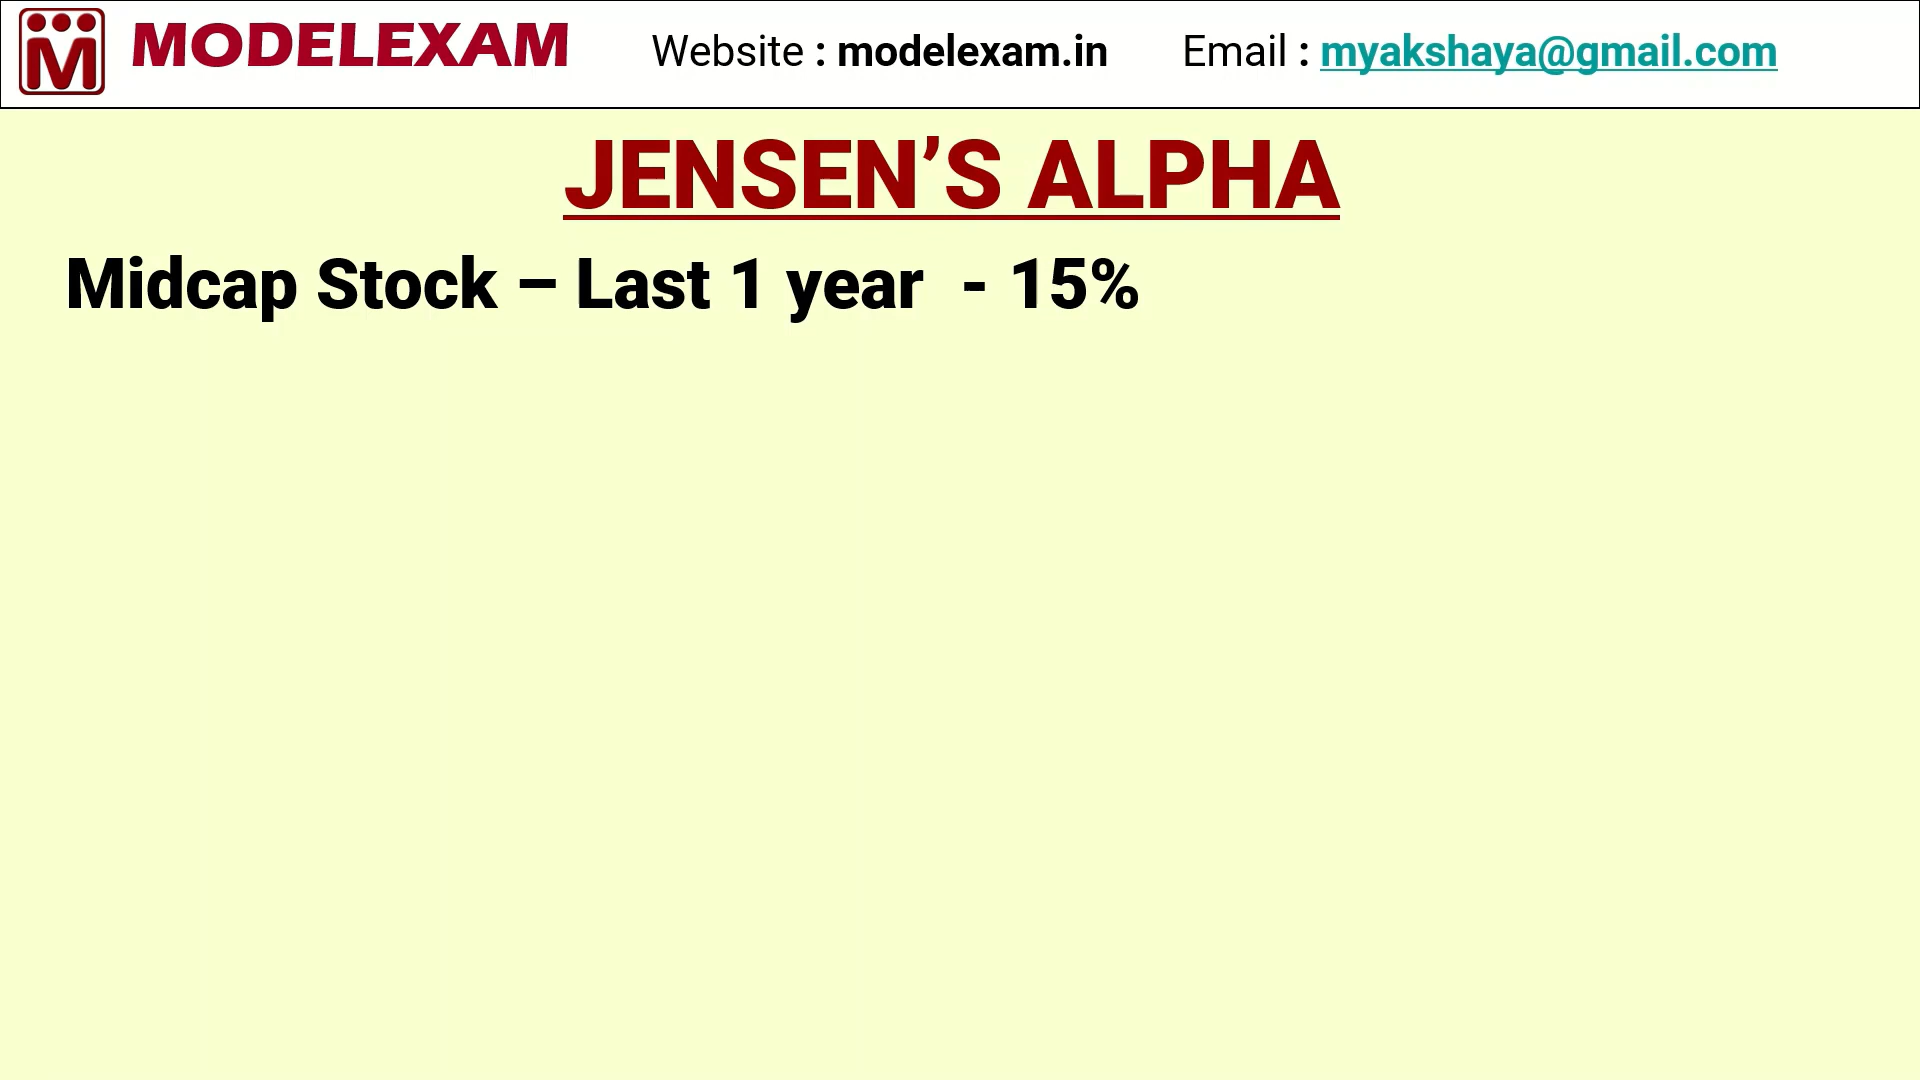 MODELEXAM Website : modelexam.in Email : myakshaya@gmail.com
JENSEN’S ALPHA
Midcap Stock – Last 1 year - 15%